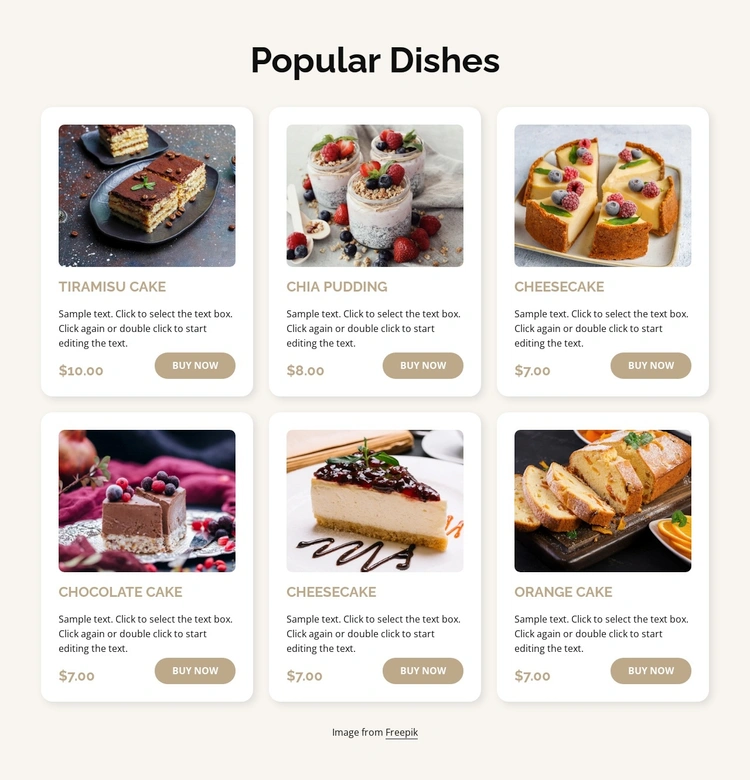 Popular Dishes
TIRAMISU CAKE
Sample text. Click to select the text box.
Click again or double click to start
editing the text.
$10.00
BUY NOW
CHIA PUDDING
Sample text. Click to select the text box.
Click again or double click to start
editing the text.
$8.00
BUY NOW
CHEESECAKE
Sample text. Click to select the text box.
Click again or double click to start
editing the text.
$7.00
BUY NOW
CHOCOLATE CAKE
Sample text. Click to select the text box.
Click again or double click to start
editing the text.
$7.00
BUY NOW
CHEESECAKE
Sample text. Click to select the text box.
Click again or double click to start
editing the text.
$7.00
BUY NOW
ORANGE CAKE
Sample text. Click to select the text box.
Click again or double click to start
editing the text.
$7.00
BUY NOW
Image from Freepik